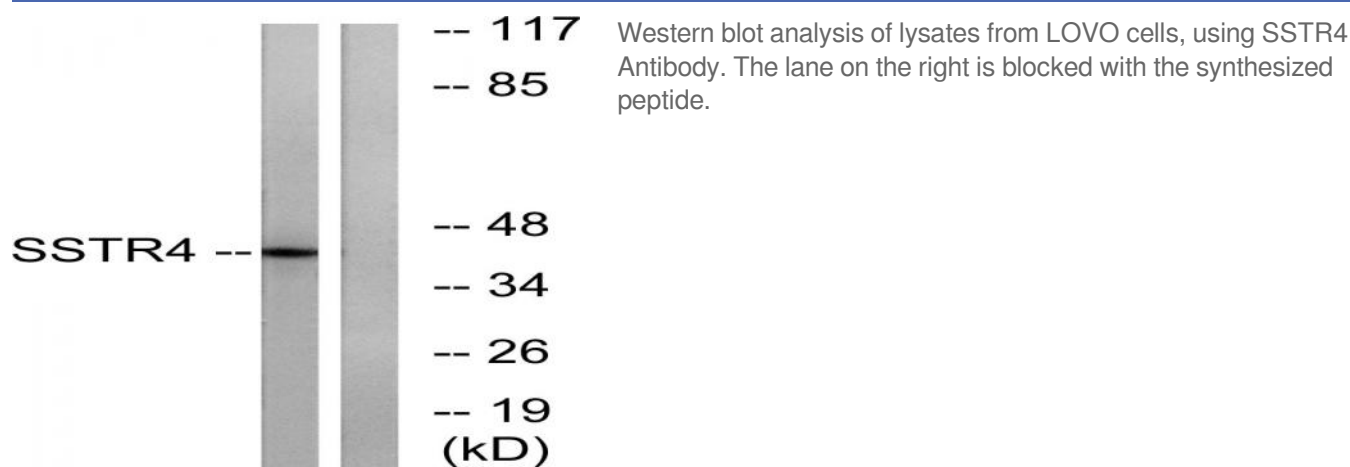 -- 117
-- 85
SSTR4 --
-- 48
-- 34
-- 26
-- 19
(kD)
Western blot analysis of lysates from LOVO cells, using SSTR4
Antibody. The lane on the right is blocked with the synthesized
peptide.